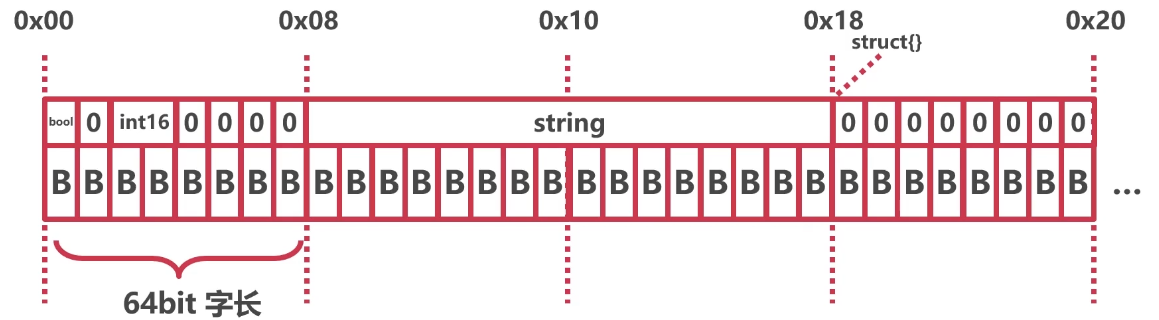 0x00 0x08 0x10 0x18 0x20
struct{}
bool 0 int16 0 0 0 0 string 0 0 0 0 0 0 0 0
B B B B B B B B B B B B B B B B B B B B B B B B B B B B B B B B ...
64bit 字长